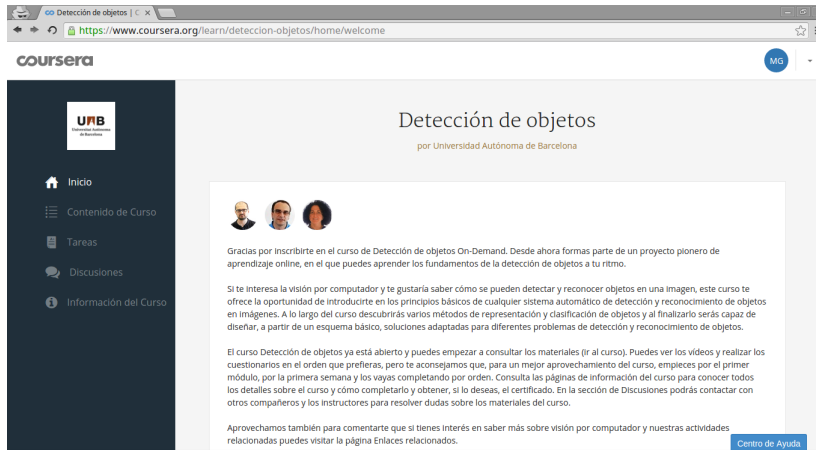 Detección de objetos | C
https://www.coursera.org/learn/deteccion-objetos/home/welcome
coursera
MG
UAB
Universitat Autònoma
de Barcelona
Detección de objetos
por Universidad Autónoma de Barcelona
Inicio
Contenido de Curso
Tareas
Discusiones
Información del Curso
Gracias por inscribirte en el curso de Detección de objetos On-Demand. Desde ahora formas parte de un proyecto pionero de
aprendizaje online, en el que puedes aprender los fundamentos de la detección de objetos a tu ritmo.
Si te interesa la visión por computador y te gustaría saber cómo se pueden detectar y reconocer objetos en una imagen, este curso te
ofrece la oportunidad de introducirte en los principios básicos de cualquier sistema automático de detección y reconocimiento de objetos
en imágenes. A lo largo del curso descubrirás varios métodos de representación y clasificación de objetos y al finalizarlo serás capaz de
diseñar, a partir de un esquema básico, soluciones adaptadas para diferentes problemas de detección y reconocimiento de objetos.
El curso Detección de objetos ya está abierto y puedes empezar a consultar los materiales (ir al curso). Puedes ver los vídeos y realizar los
cuestionarios en el orden que prefieras, pero te aconsejamos que, para un mejor aprovechamiento del curso, empieces por el primer
módulo, por la primera semana y los vayas completando por orden. Consulta las páginas de información del curso para conocer todos
los detalles sobre el curso y cómo completarlo y obtener, si lo deseas, el certificado. En la sección de Discusiones podrás contactar con
otros compañeros y los instructores para resolver dudas sobre los materiales del curso.
Aprovechamos también para comentarte que si tienes interés en saber más sobre visión por computador y nuestras actividades
relacionadas puedes visitar la página Enlaces relacionados.
Centro de Ayuda